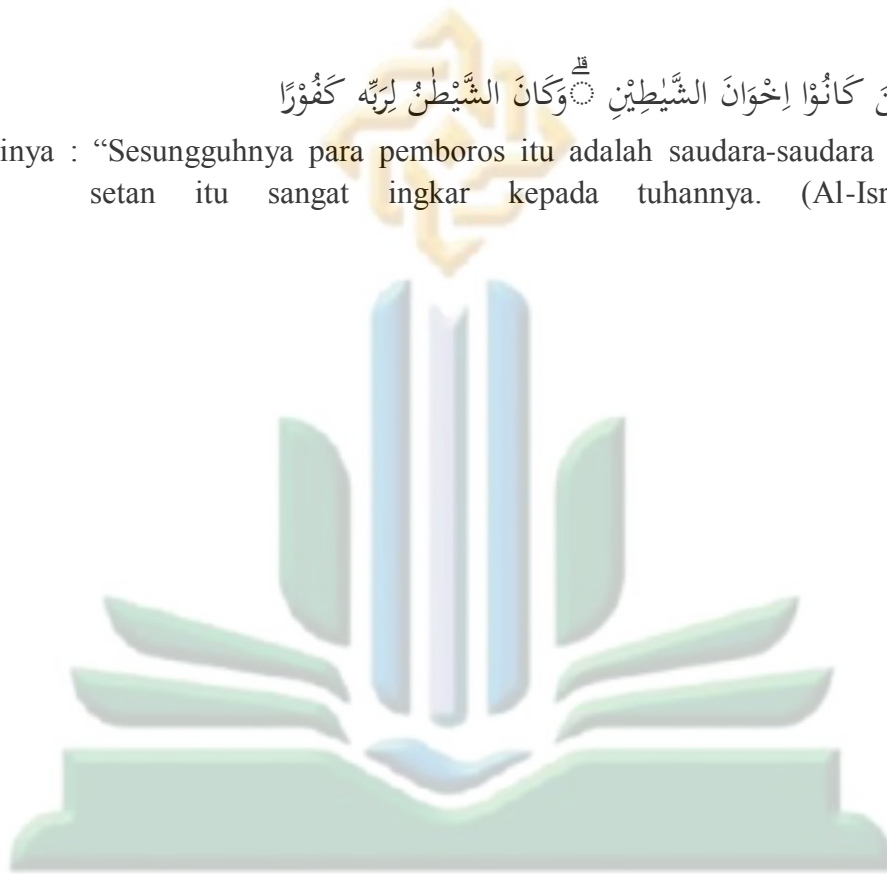 نَ كَانُوْٓا اِخْوَانَ الشَّيٰطِيْنِ ۗوَكَانَ الشَّيْطٰنُ لِرَبِّه كَفُوْرًا
inya : “Sesungguhnya para pemboros itu adalah saudara-saudara
setan itu sangat ingkar kepada tuhannya. (Al-Isr